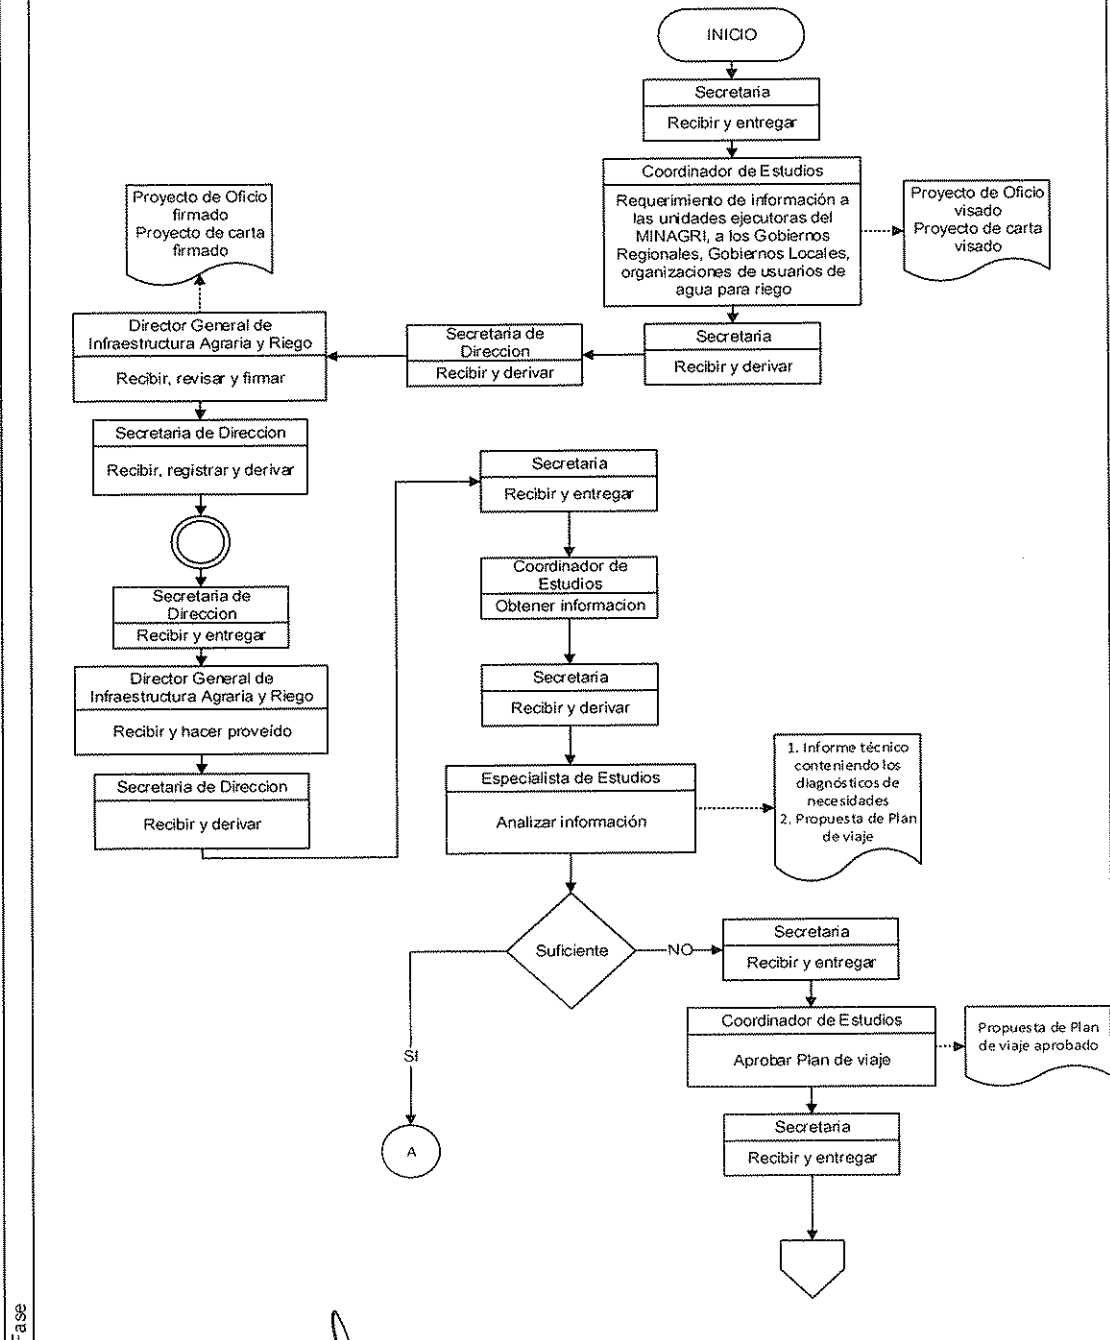 INICIO
Secretaria
Recibir y entregar
Coordinador de Estudios
Requerimiento de información a
las unidades ejecutoras del
MINAGRI, a los Gobiernos
Regionales, Gobiernos Locales,
organizaciones de usuarios de
agua para riego
Proyecto de Oficio
visado
Proyecto de carta
visado
Secretaria
Recibir y derivar
Secretaria de
Direccion
Recibir y derivar
Proyecto de Oficio
firmado
Proyecto de carta
firmado
Director General de
Infraestructura Agraria y Riego
Recibir, revisar y firmar
Secretaria de Direccion
Recibir, registrar y derivar
Secretaria de
Direccion
Recibir y entregar
Director General de
Infraestructura Agraria y Riego
Recibir y hacer proveído
Secretaria de Direccion
Recibir y derivar
Secretaria
Recibir y entregar
Coordinador de
Estudios
Obtener informacion
Secretaria
Recibir y derivar
Especialista de Estudios
Analizar información
1. Informe técnico
conteniendo los
diagnósticos de
necesidades
2. Propuesta de Plan
de viaje
Suficiente
NO
SI
A
Secretaria
Recibir y entregar
Coordinador de Estudios
Aprobar Plan de viaje
Propuesta de Plan
de viaje aprobado
Secretaria
Recibir y entregar
Fase